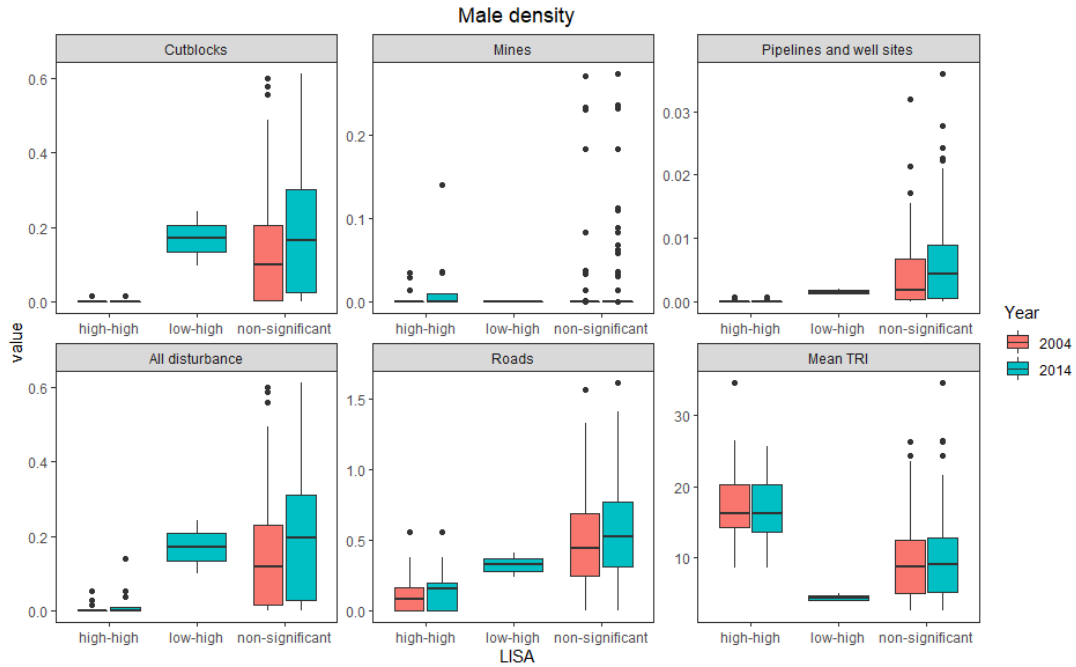 Male density
Cutblocks
Mines
Pipelines and well sites
0.6
0.4
0.2
0.0
0.2
0.1
0.0
0.03
0.02
0.01
0.00
high-high low-high non-significant
high-high low-high non-significant
high-high low-high non-significant
value
All disturbance
Roads
Mean TRI
0.6
0.4
0.2
0.0
1.5
1.0
0.5
0.0
30
20
10
high-high low-high non-significant
high-high low-high non-significant
high-high low-high non-significant
LISA
Year
2004
2014